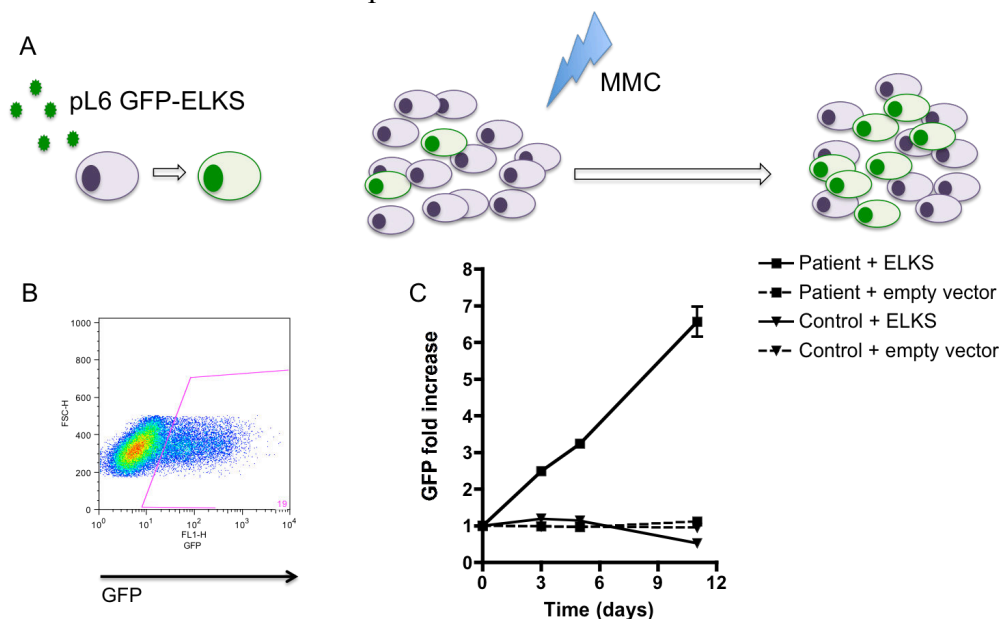 A
pL6 GFP-ELKS
MMC
B
1000
800
600
400
200
0
FSC-H
19
10⁰ 10¹ 10² 10³ 10⁴
FL1-H
GFP
GFP
C
Patient + ELKS
Patient + empty vector
Control + ELKS
Control + empty vector
GFP fold increase
8
7
6
5
4
3
2
1
0
0 3 6 9 12
Time (days)